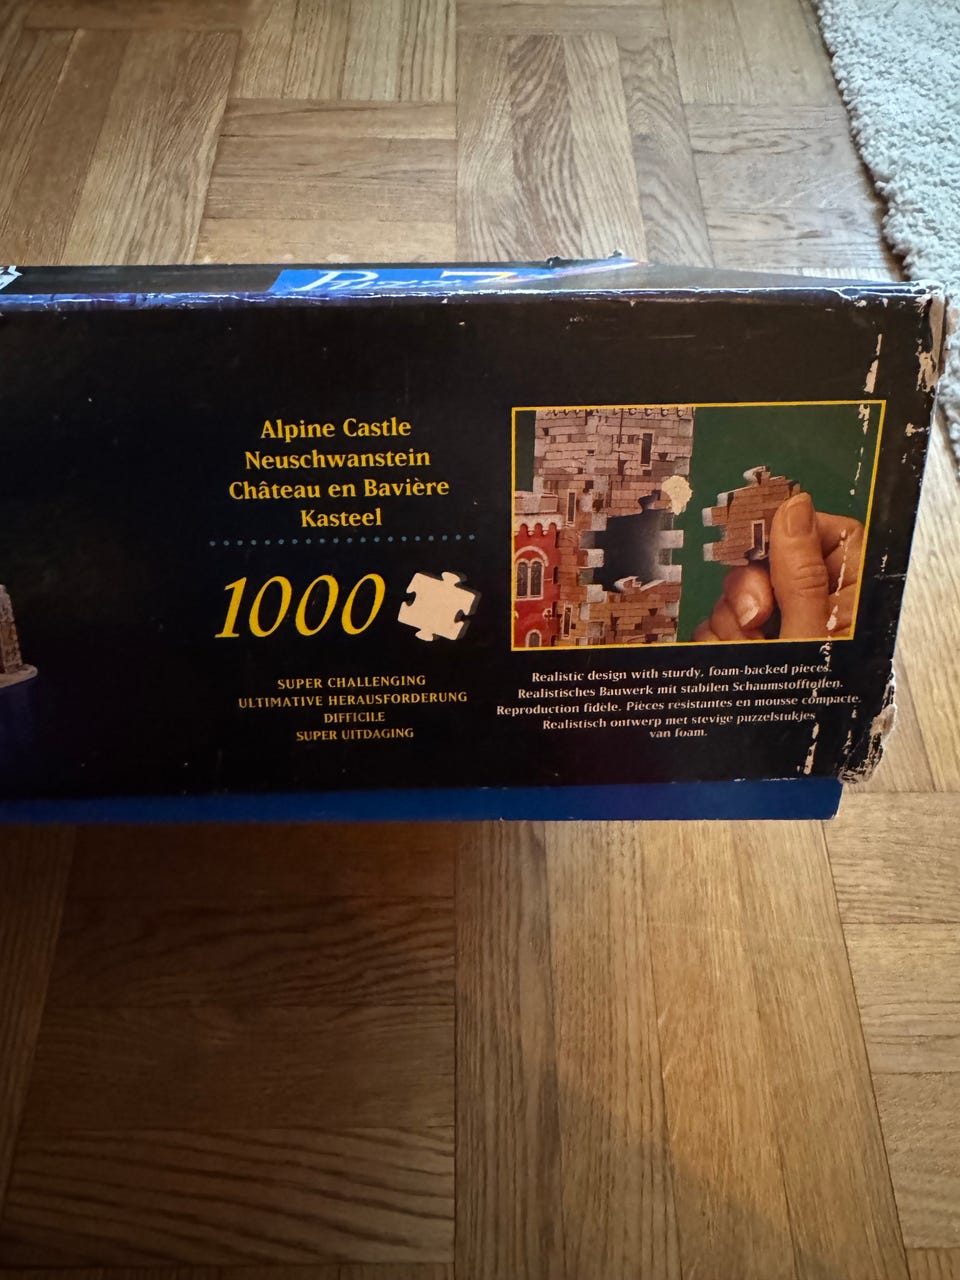 Alpine Castle
Neuschwanstein
Château en Bavière
Kasteel
1000
SUPER CHALLENGING
ULTIMATIVE HERAUSFORDERUNG
DIFFICILE
SUPER UITDAGING
Realistic design with sturdy, foam-backed pieces.
Realistisches Bauwerk mit stabilen Schaumstoffteilen.
Reproduction fidèle. Pièces résistantes en mousse compacte.
Realistisch ontwerp met stevige puzzelstukjes
van foam.